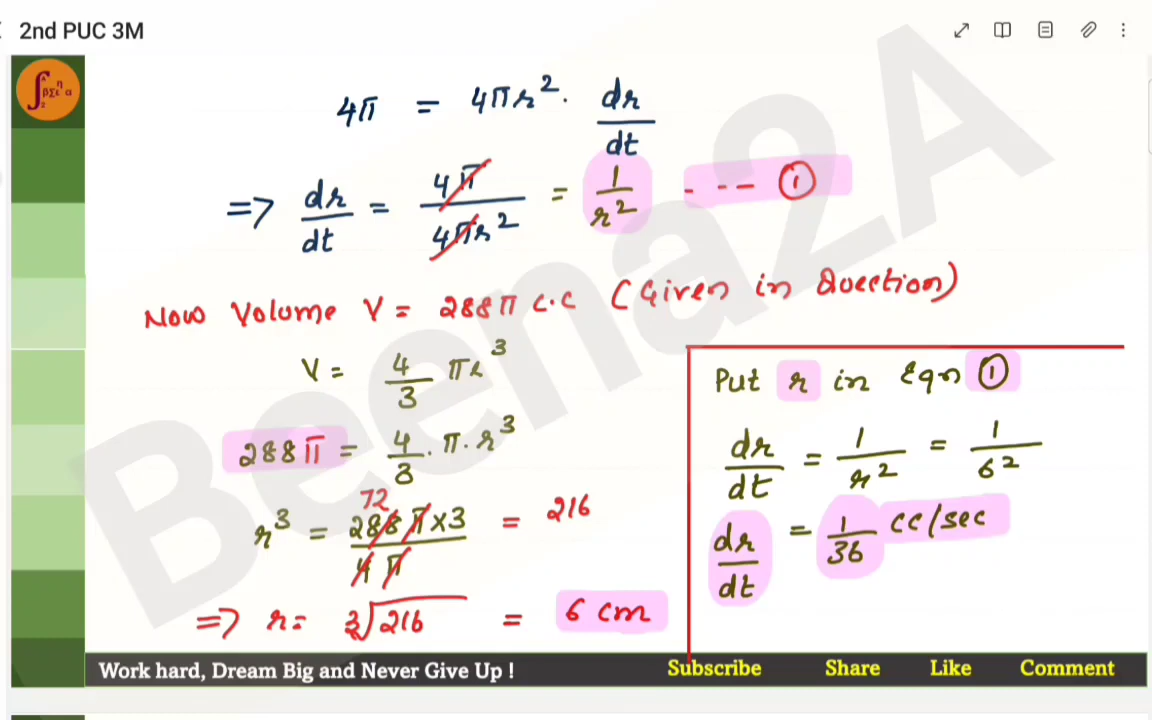 2nd PUC 3M
4π = 4πr². dr/dt
=> dr/dt = 4π/4πr² = 1/r² --- ①
Now Volume V = 288π c.c (Given in Question)
V = 4/3 πr³
288π = 4/3 . π . r³
72
r³ = 288π×3/4π = 216
=> r = ∛216 = 6 cm
Put r in Eqn ①
dr/dt = 1/r² = 1/6²
dr/dt = 1/36 cc/sec
Beena2A
Work hard, Dream Big and Never Give Up !
Subscribe Share Like Comment